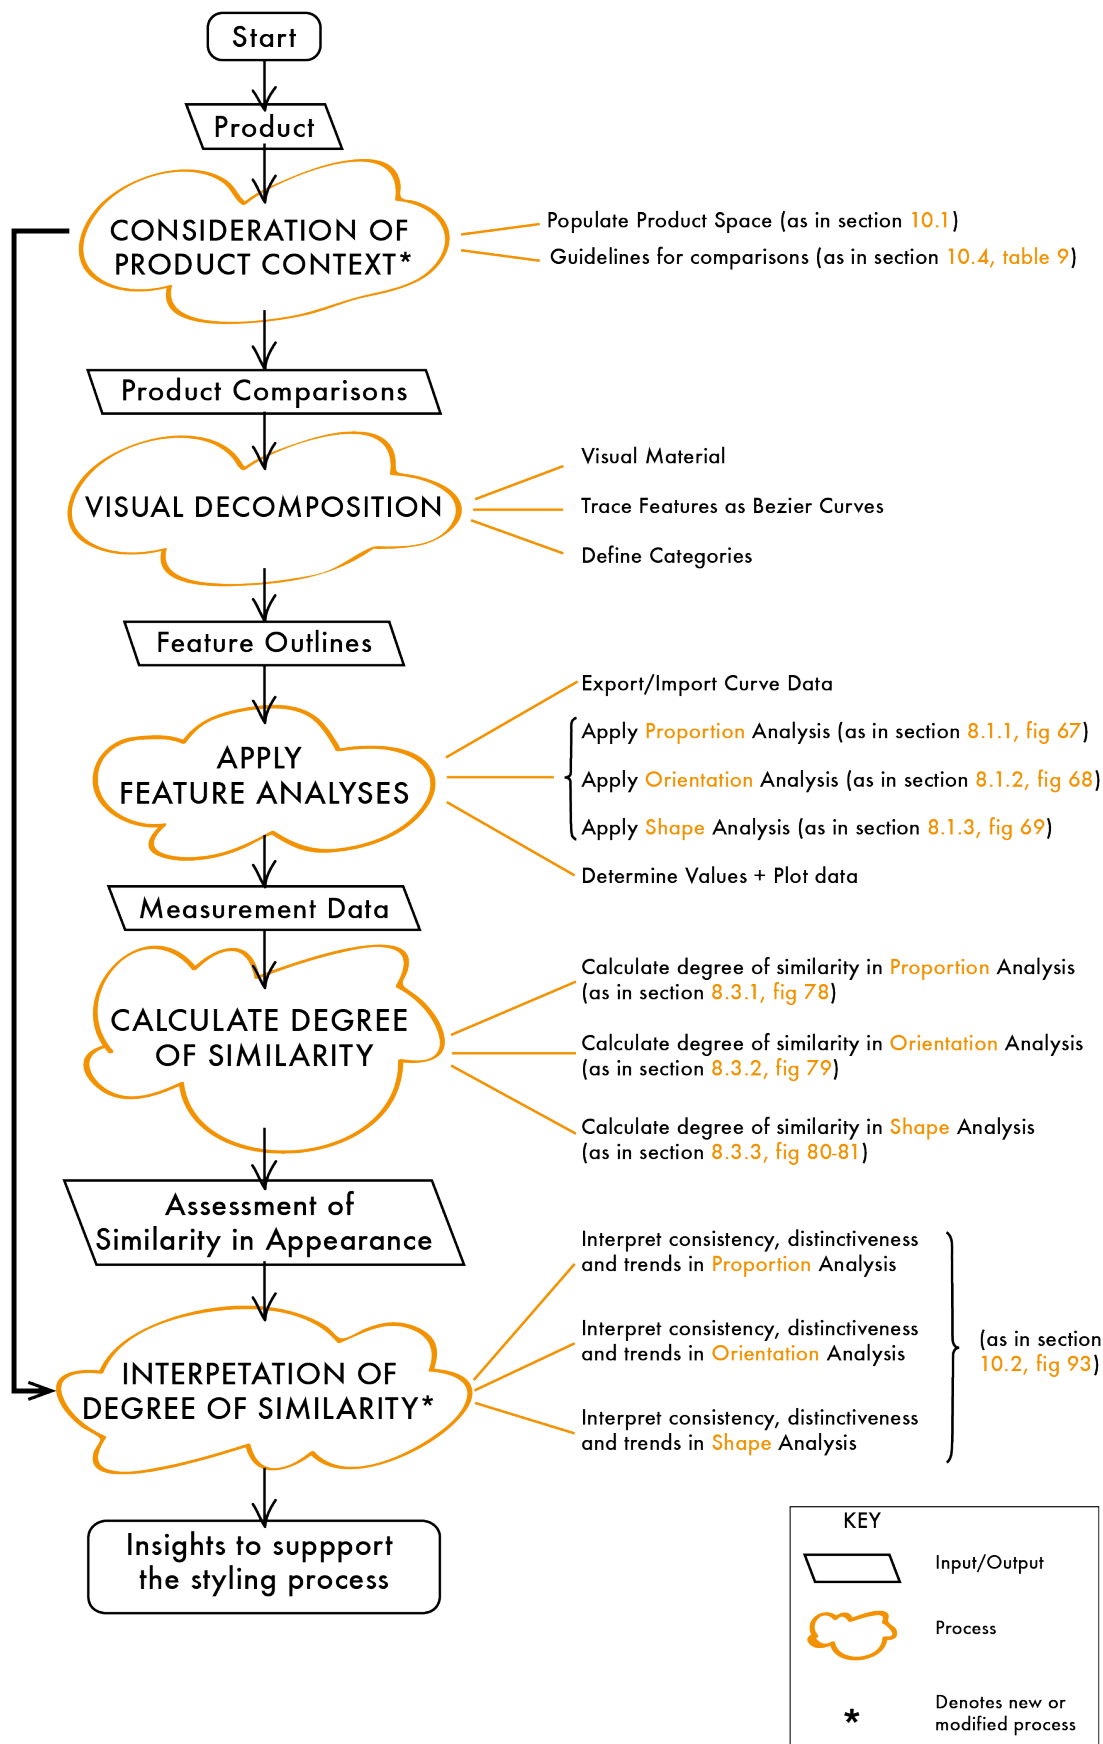 Start
Product
CONSIDERATION OF
PRODUCT CONTEXT*
Populate Product Space (as in section 10.1)
Guidelines for comparisons (as in section 10.4, table 9)
Product Comparisons
VISUAL DECOMPOSITION
Visual Material
Trace Features as Bezier Curves
Define Categories
Feature Outlines
APPLY
FEATURE ANALYSES
Export/Import Curve Data
Apply Proportion Analysis (as in section 8.1.1, fig 67)
Apply Orientation Analysis (as in section 8.1.2, fig 68)
Apply Shape Analysis (as in section 8.1.3, fig 69)
Determine Values + Plot data
Measurement Data
CALCULATE DEGREE
OF SIMILARITY
Calculate degree of similarity in Proportion Analysis
(as in section 8.3.1, fig 78)
Calculate degree of similarity in Orientation Analysis
(as in section 8.3.2, fig 79)
Calculate degree of similarity in Shape Analysis
(as in section 8.3.3, fig 80-81)
Assessment of
Similarity in Appearance
INTERPETATION OF
DEGREE OF SIMILARITY*
Interpret consistency, distinctiveness
and trends in Proportion Analysis
Interpret consistency, distinctiveness
and trends in Orientation Analysis
Interpret consistency, distinctiveness
and trends in Shape Analysis
(as in section
10.2, fig 93)
Insights to suppport
the styling process
KEY
Input/Output
Process
*
Denotes new or
modified process